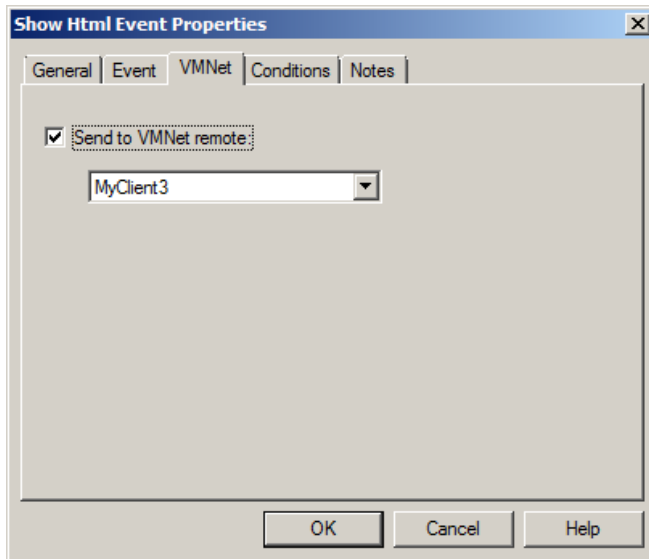 Show Html Event Properties
General Event VMNet Conditions Notes
Send to VMNet remote:
MyClient3
OK Cancel Help